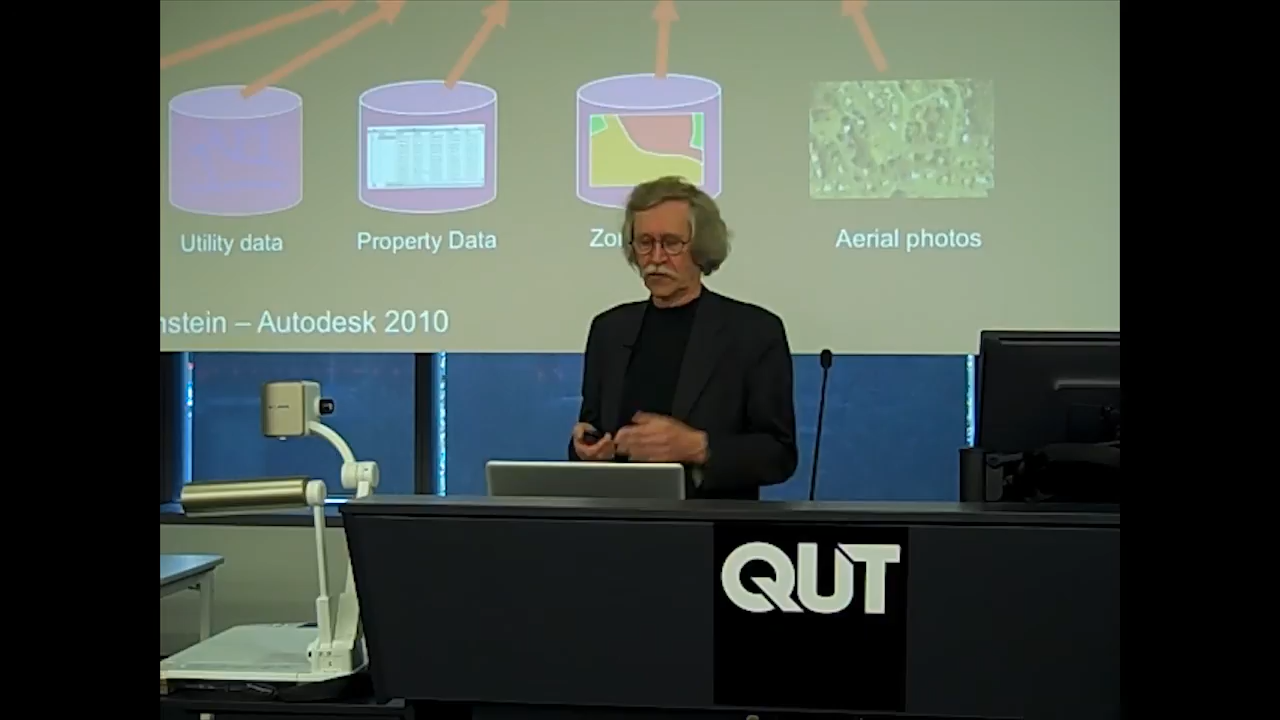 Utility data
Property Data
Aerial photos
nstein – Autodesk 2010
QUT